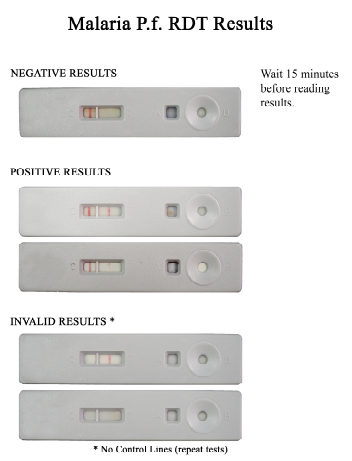 Malaria P.f. RDT Results
NEGATIVE RESULTS
Wait 15 minutes
before reading
results.
POSITIVE RESULTS
INVALID RESULTS *
* No Control Lines (repeat tests)